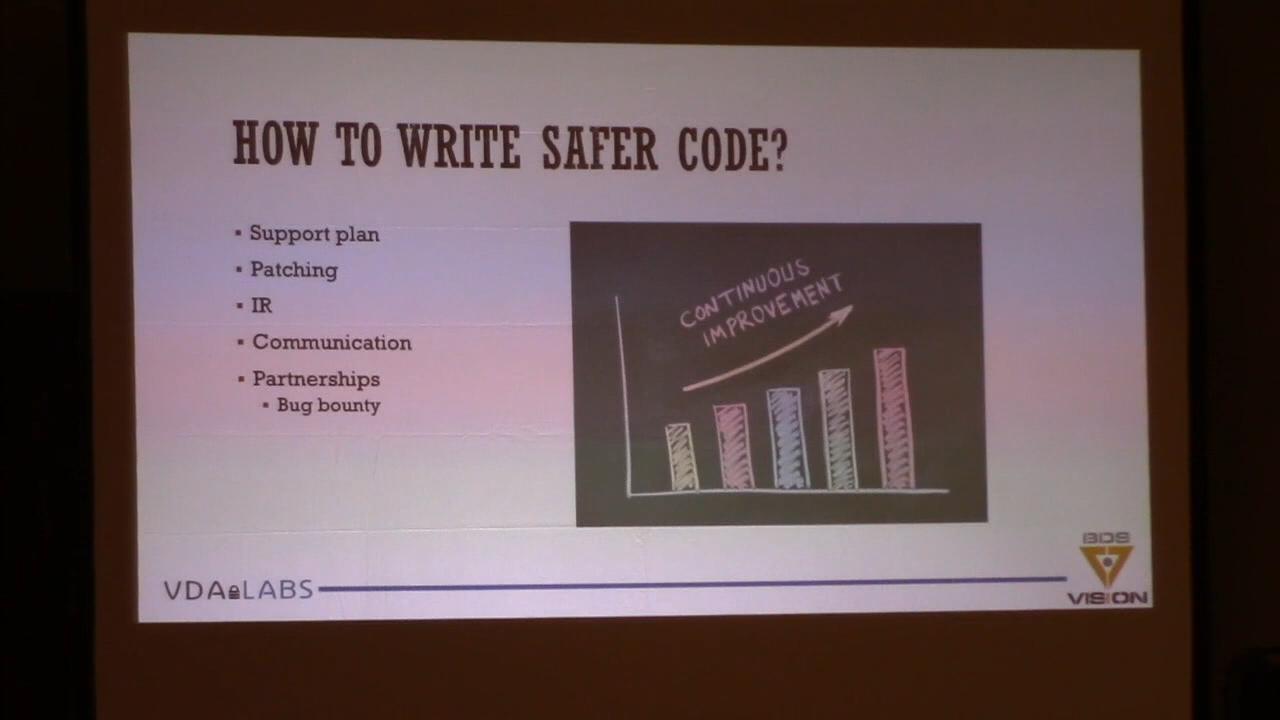 HOW TO WRITE SAFER CODE?
▪ Support plan
▪ Patching
▪ IR
▪ Communication
▪ Partnerships
▪ Bug bounty
CONTINUOUS
IMPROVEMENT
VDA LABS
BDS
VISION